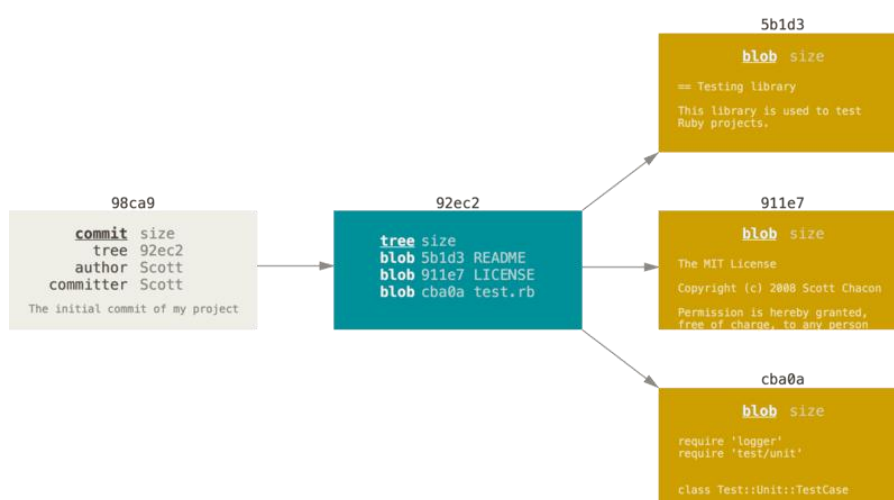 98ca9
commit size
tree 92ec2
author Scott
committer Scott
The initial commit of my project
92ec2
tree size
blob 5b1d3 README
blob 911e7 LICENSE
blob cba0a test.rb
5b1d3
blob size
== Testing library
This library is used to test
Ruby projects.
911e7
blob size
The MIT License
Copyright (c) 2008 Scott Chacon
Permission is hereby granted,
free of charge, to any person
cba0a
blob size
require 'logger'
require 'test/unit'
class Test::Unit::TestCase